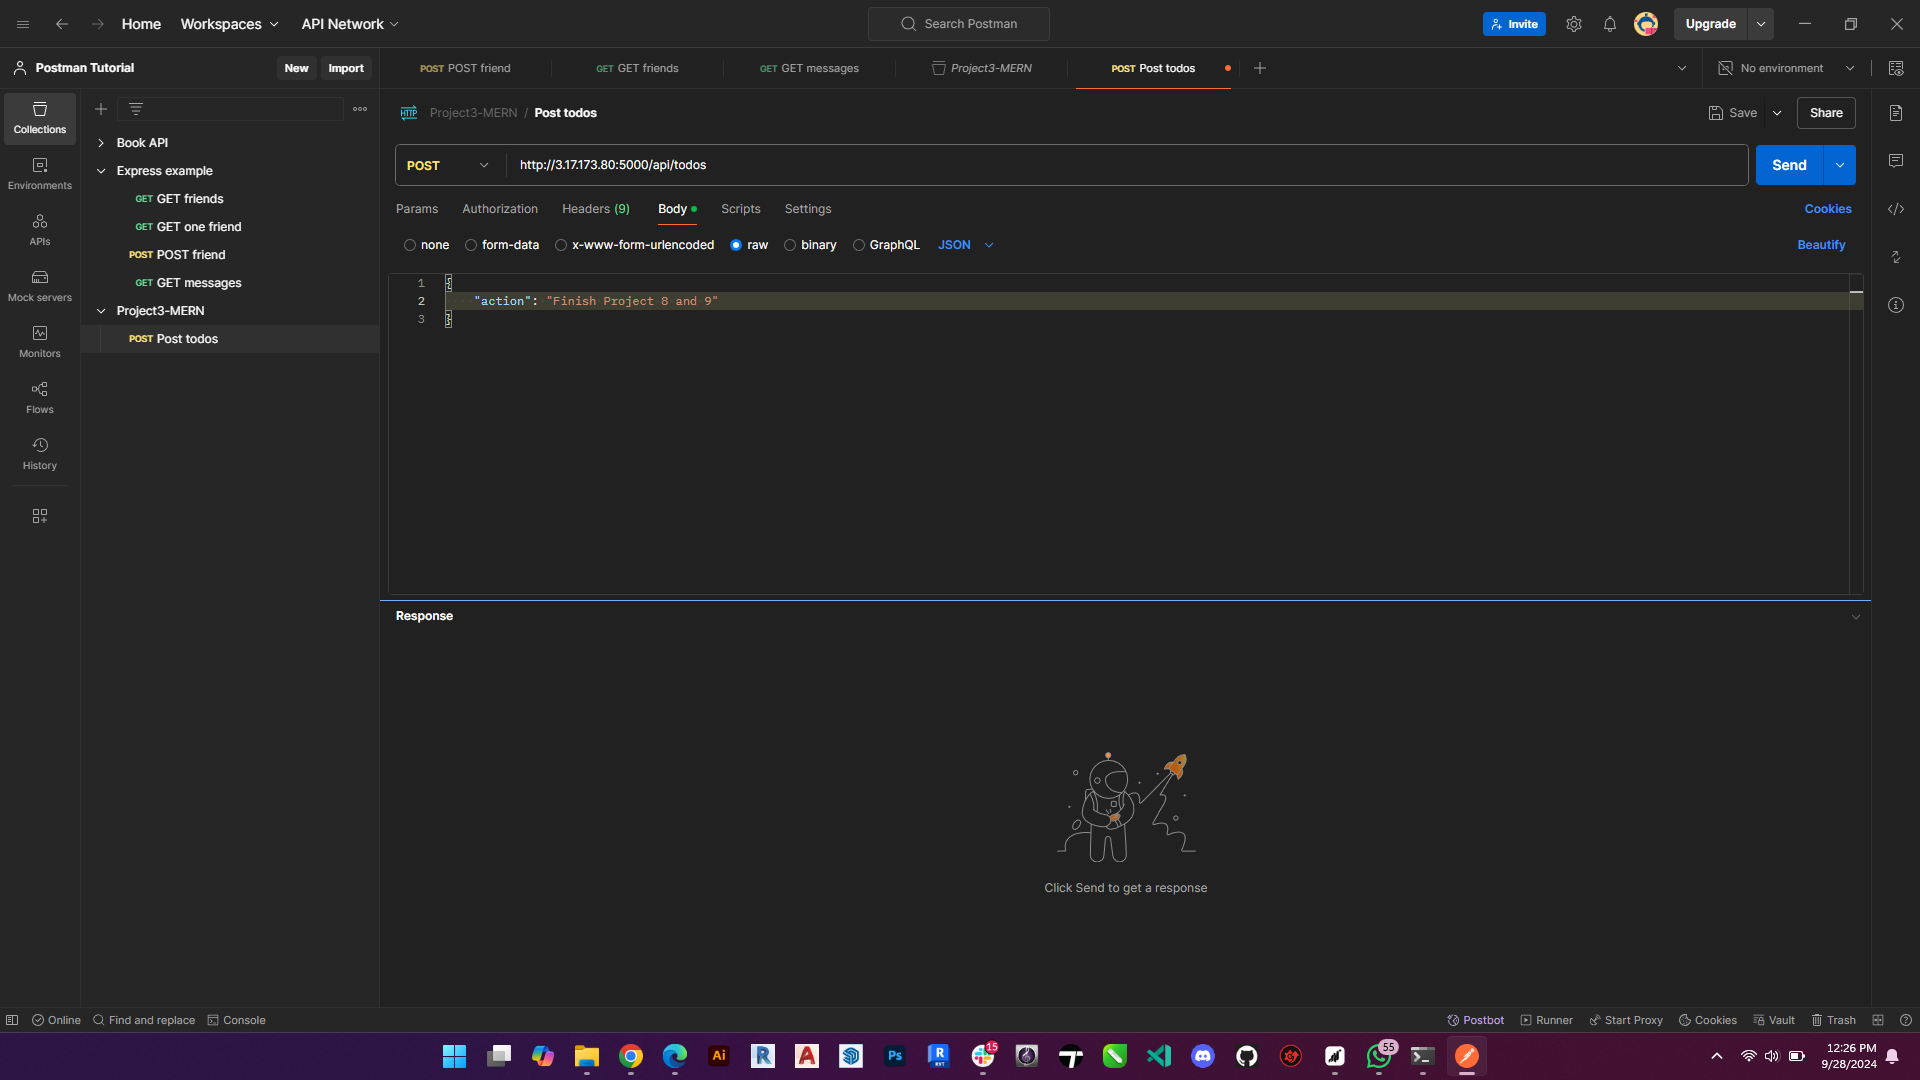 Home Workspaces API Network Search Postman Invite Upgrade
Postman Tutorial New Import POST POST friend GET GET friends GET GET messages Project3-MERN POST Post todos No environment
Collections
Environments
APIs
Mock servers
Monitors
Flows
History
Book API
Express example
GET GET friends
GET GET one friend
POST POST friend
GET GET messages
Project3-MERN
POST Post todos
HTTP Project3-MERN / Post todos Save Share
POST http://3.17.173.80:5000/api/todos Send
Params Authorization Headers (9) Body Scripts Settings Cookies
none form-data x-www-form-urlencoded raw binary GraphQL JSON Beautify
1 {
2 "action": "Finish Project 8 and 9"
3 }
Response
Click Send to get a response
Online Find and replace Console Postbot Runner Start Proxy Cookies Vault Trash
Ai R A Ps R RVT 15 55
12:26 PM
9/28/2024